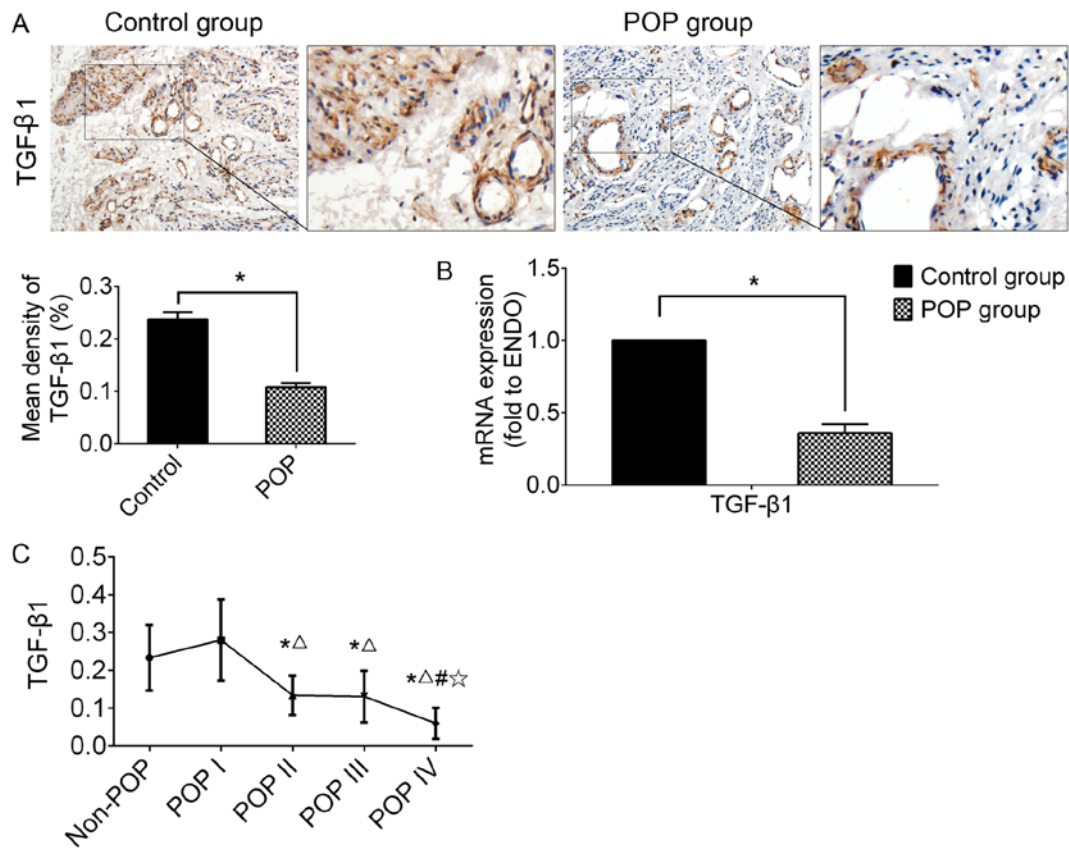 A
Control group
POP group
TGF-β1
Mean density of
TGF-β1 (%)
0.3
0.2
0.1
0.0
*
Control
POP
B
mRNA expression
(fold to ENDO)
1.5
1.0
0.5
0.0
*
TGF-β1
Control group
POP group
C
TGF-β1
0.5
0.4
0.3
0.2
0.1
0.0
*△
*△
*△#☆
Non-POP
POP I
POP II
POP III
POP IV